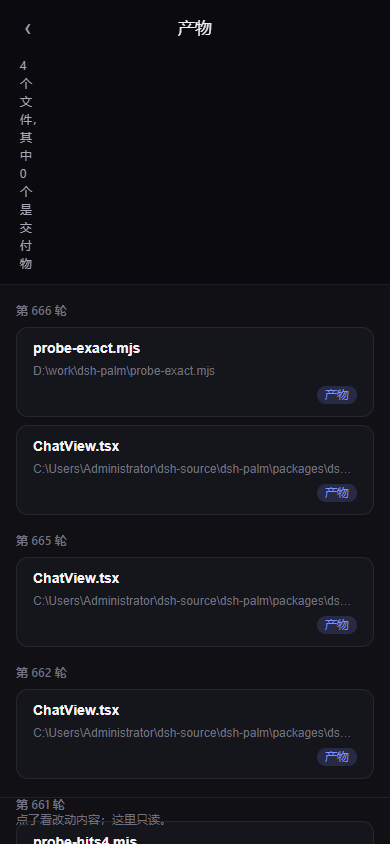 ‹
产物
4
个
文
件,
其
中
0
个
是
交
付
物
第 666 轮
probe-exact.mjs
D:\work\dsh-palm\probe-exact.mjs
产物
ChatView.tsx
C:\Users\Administrator\dsh-source\dsh-palm\packages\ds...
产物
第 665 轮
ChatView.tsx
C:\Users\Administrator\dsh-source\dsh-palm\packages\ds...
产物
第 662 轮
ChatView.tsx
C:\Users\Administrator\dsh-source\dsh-palm\packages\ds...
产物
第 661 轮
点了看改动内容；这里只读。
probe-hits4.mjs